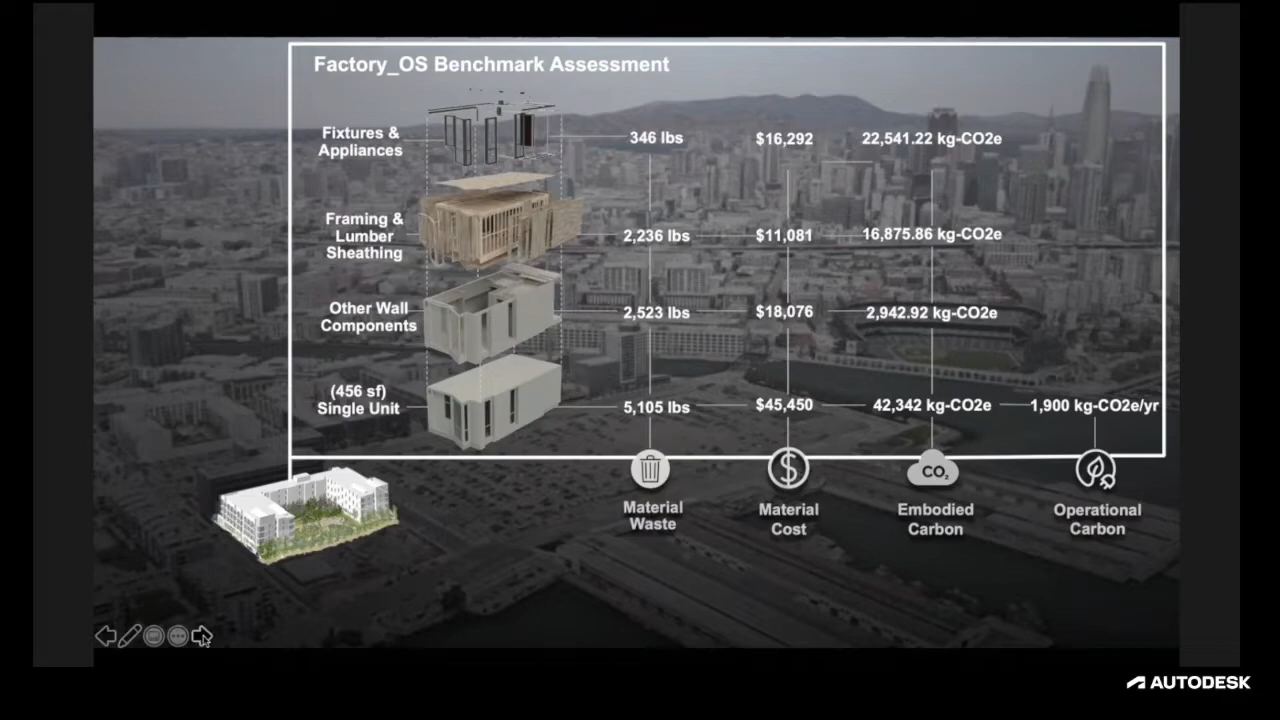 Factory_OS Benchmark Assessment
Fixtures &
Appliances
346 lbs
$16,292
22,541.22 kg-CO2e
Framing &
Lumber
Sheathing
2,236 lbs
$11,081
16,875.86 kg-CO2e
Other Wall
Components
2,523 lbs
$18,076
2,942.92 kg-CO2e
(456 sf)
Single Unit
5,105 lbs
$45,450
42,342 kg-CO2e
1,900 kg-CO2e/yr
$
CO₂
Material
Waste
Material
Cost
Embodied
Carbon
Operational
Carbon
AUTODESK